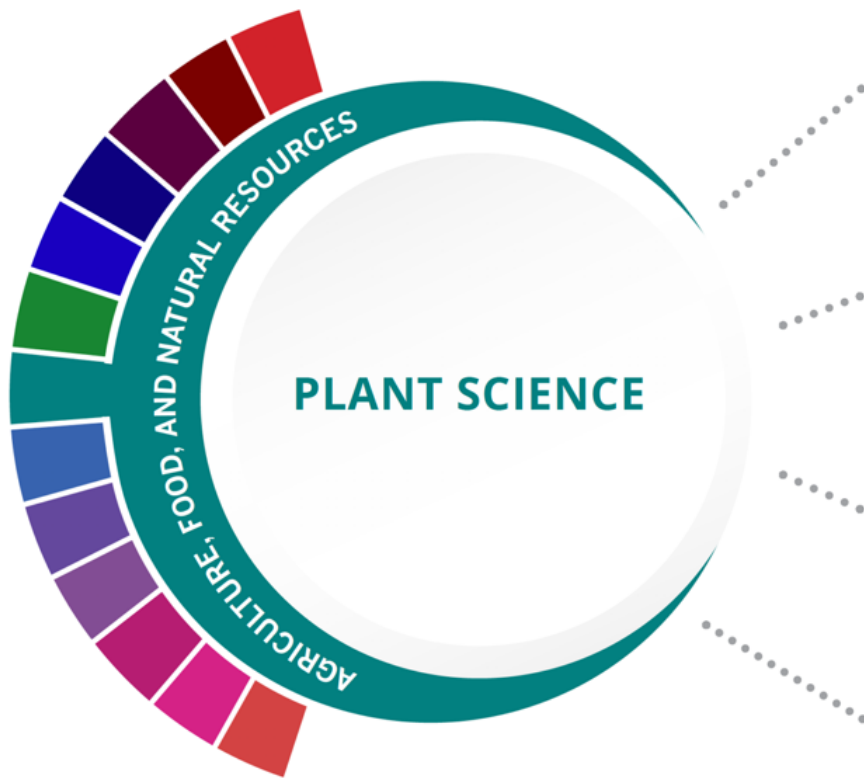 AGRICULTURE, FOOD, AND NATURAL RESOURCES
PLANT SCIENCE